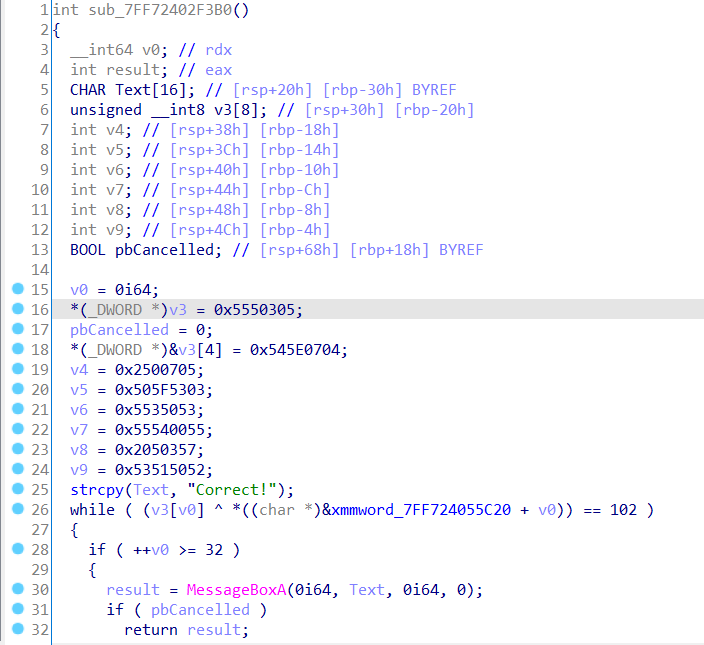 1 int sub_7FF72402F3B0()
2 {
3 __int64 v0; // rdx
4 int result; // eax
5 CHAR Text[16]; // [rsp+20h] [rbp-30h] BYREF
6 unsigned __int8 v3[8]; // [rsp+30h] [rbp-20h]
7 int v4; // [rsp+38h] [rbp-18h]
8 int v5; // [rsp+3Ch] [rbp-14h]
9 int v6; // [rsp+40h] [rbp-10h]
10 int v7; // [rsp+44h] [rbp-Ch]
11 int v8; // [rsp+48h] [rbp-8h]
12 int v9; // [rsp+4Ch] [rbp-4h]
13 BOOL pbCancelled; // [rsp+68h] [rbp+18h] BYREF
14
15 v0 = 0i64;
16 *(_DWORD *)v3 = 0x5550305;
17 pbCancelled = 0;
18 *(_DWORD *)&v3[4] = 0x545E0704;
19 v4 = 0x2500705;
20 v5 = 0x505F5303;
21 v6 = 0x5535053;
22 v7 = 0x55540055;
23 v8 = 0x2050357;
24 v9 = 0x53515052;
25 strcpy(Text, "Correct!");
26 while ( (v3[v0] ^ *((char *)&xmmword_7FF724055C20 + v0)) == 102 )
27 {
28 if ( ++v0 >= 32 )
29 {
30 result = MessageBoxA(0i64, Text, 0i64, 0);
31 if ( pbCancelled )
32 return result;